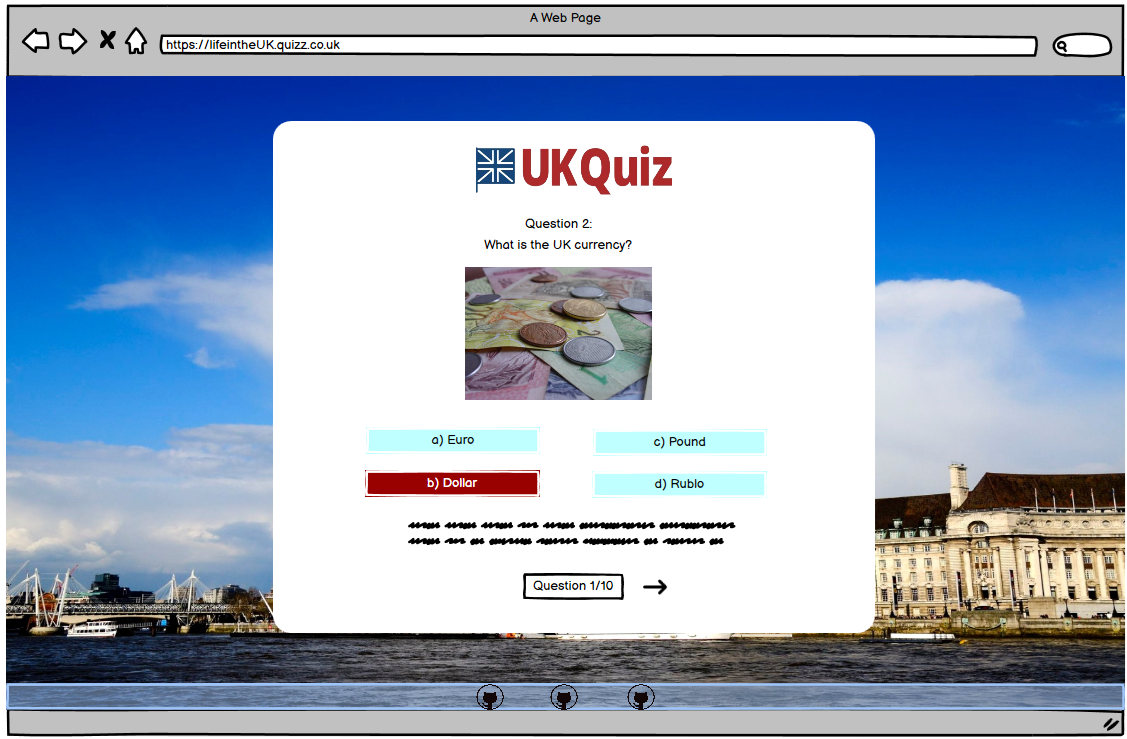 A Web Page
https://lifeintheUK.quizz.co.uk
UKQuiz
Question 2:
What is the UK currency?
a) Euro
c) Pound
b) Dollar
d) Rublo
Question 1/10